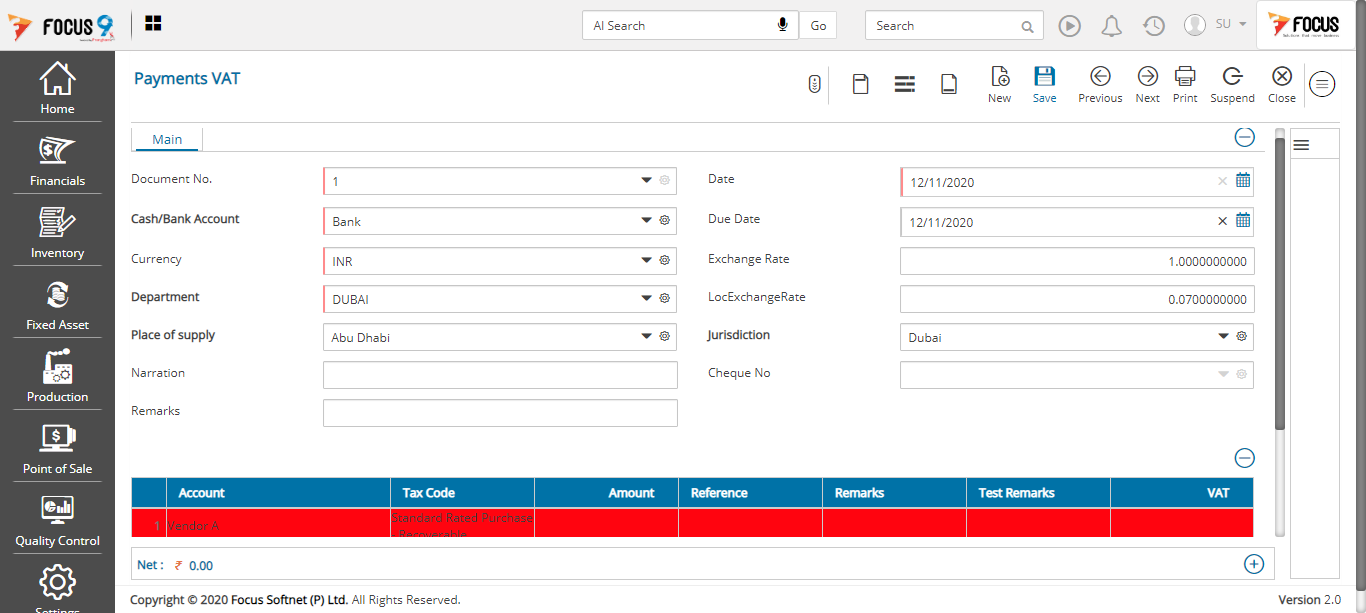 FOCUS 9
AI Search
Go
Search
SU
FOCUS
Home
Financials
Inventory
Fixed Asset
Production
Point of Sale
Quality Control
Settings
Payments VAT
New
Save
Previous
Next
Print
Suspend
Close
Main
Document No.
1
Date
12/11/2020
Cash/Bank Account
Bank
Due Date
12/11/2020
Currency
INR
Exchange Rate
1.0000000000
Department
DUBAI
LocExchangeRate
0.0700000000
Place of supply
Abu Dhabi
Jurisdiction
Dubai
Narration
Cheque No
Remarks
Account Tax Code Amount Reference Remarks Test Remarks VAT
1 Vendor A Standard Rated Purchase
- Recoverable
Net : ₹ 0.00
Copyright © 2020 Focus Softnet (P) Ltd. All Rights Reserved.
Version 2.0